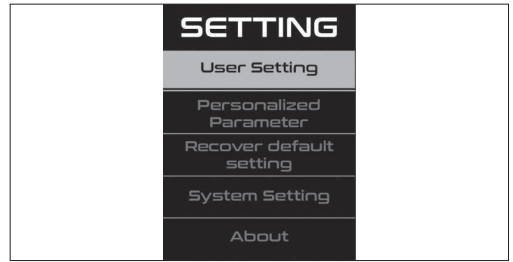 SETTING
User Setting
Personalized
Parameter
Recover default
setting
System Setting
About